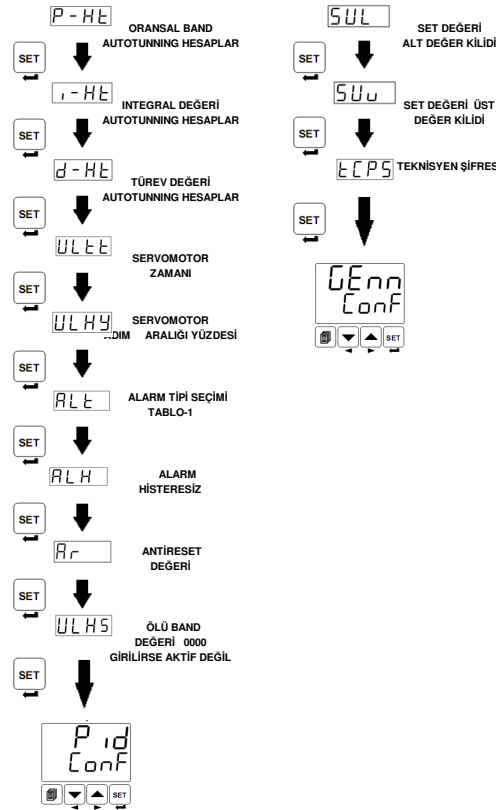 P-Ht
ORANSAL BAND
AUTOTUNNING HESAPLAR
SET
ı-Ht
INTEGRAL DEĞERİ
AUTOTUNNING HESAPLAR
SET
d-Ht
TÜREV DEĞERİ
AUTOTUNNING HESAPLAR
SET
ULtt
SERVOMOTOR
ZAMANI
SET
ULHY
SERVOMOTOR
ADIM ARALIĞI YÜZDESİ
SET
ALt
ALARM TİPİ SEÇİMİ
TABLO-1
SET
ALH
ALARM
HİSTERESİZ
SET
Ar
ANTİRESET
DEĞERİ
SET
ULHS
ÖLÜ BAND
DEĞERİ 0000
GİRİLİRSE AKTİF DEĞİL
SET
Pıd
ConF
SET
SUL
SET DEĞERİ
ALT DEĞER KİLİDİ
SET
SUu
SET DEĞERİ ÜST
DEĞER KİLİDİ
SET
tCPS
TEKNİSYEN ŞİFRES
SET
GEnn
ConF
SET